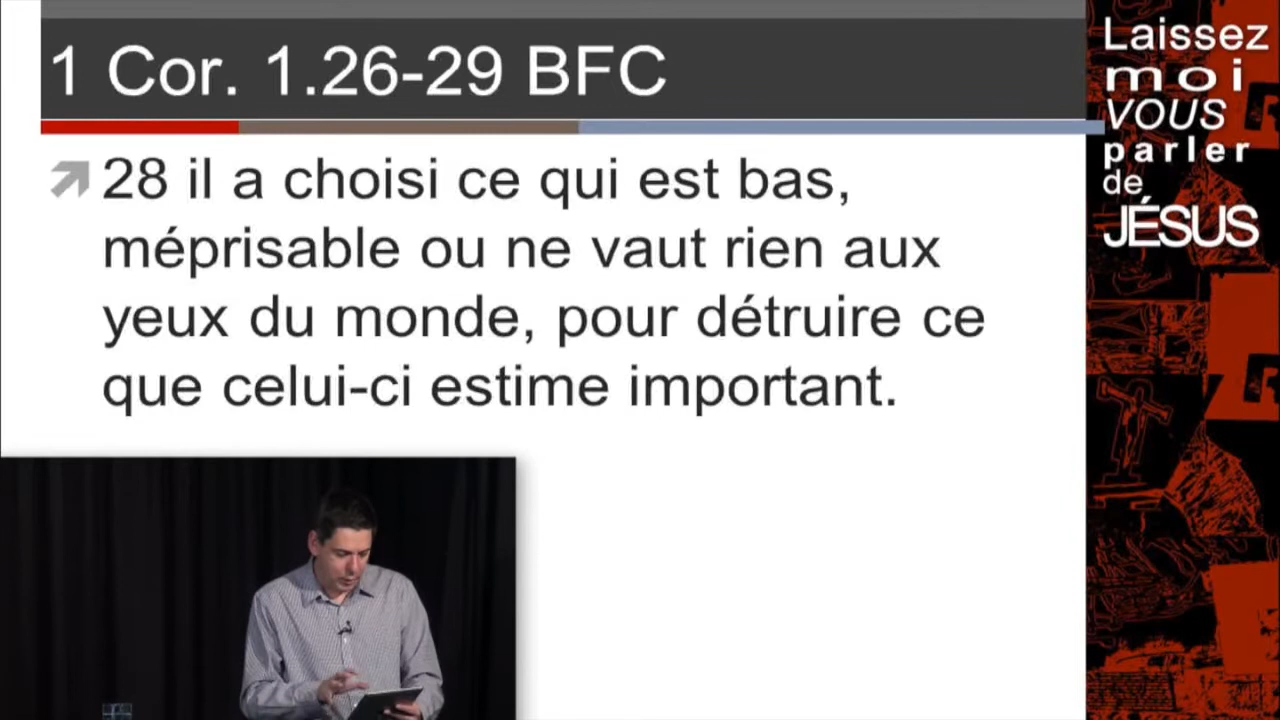 1 Cor. 1.26-29 BFC
28 il a choisi ce qui est bas,
méprisable ou ne vaut rien aux
yeux du monde, pour détruire ce
que celui-ci estime important.
Laissez
moi
VOUS
parler
de
JÉSUS